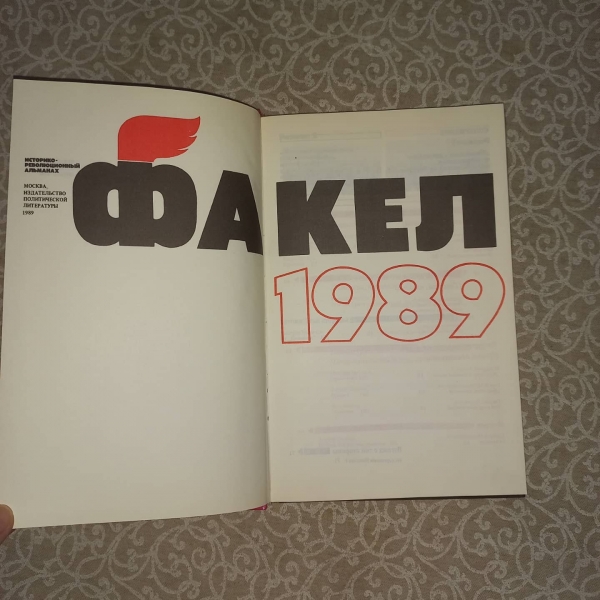 ИСТОРИКО-
РЕВОЛЮЦИОННЫЙ
АЛЬМАНАХ
МОСКВА,
ИЗДАТЕЛЬСТВО
ПОЛИТИЧЕСКОЙ
ЛИТЕРАТУРЫ
1989
ФАКЕЛ
1989